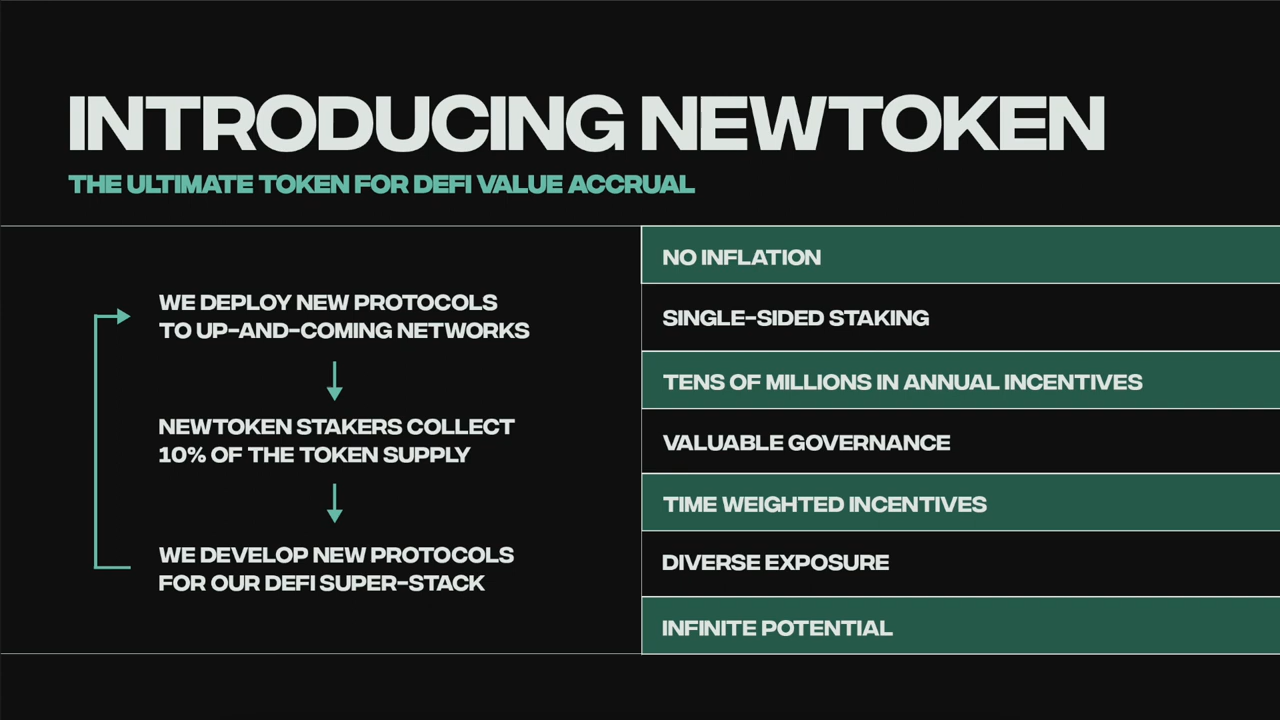 INTRODUCING NEWTOKEN
THE ULTIMATE TOKEN FOR DEFI VALUE ACCRUAL
WE DEPLOY NEW PROTOCOLS
TO UP-AND-COMING NETWORKS
NEWTOKEN STAKERS COLLECT
10% OF THE TOKEN SUPPLY
WE DEVELOP NEW PROTOCOLS
FOR OUR DEFI SUPER-STACK
NO INFLATION
SINGLE-SIDED STAKING
TENS OF MILLIONS IN ANNUAL INCENTIVES
VALUABLE GOVERNANCE
TIME WEIGHTED INCENTIVES
DIVERSE EXPOSURE
INFINITE POTENTIAL